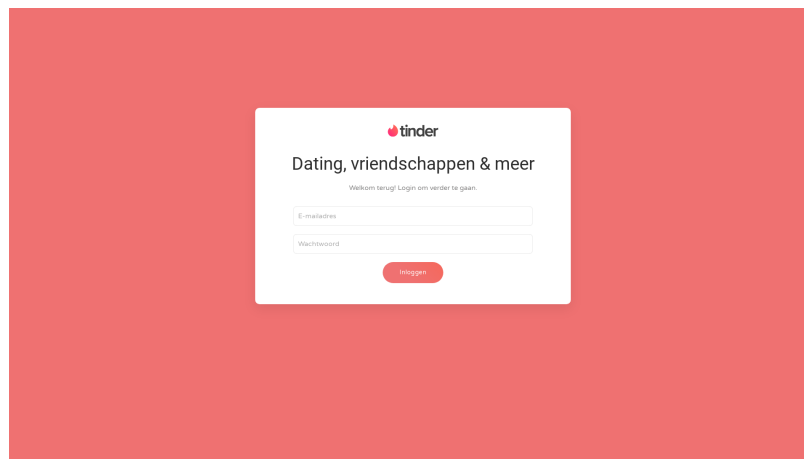 tinder
Dating, vriendschappen & meer
Welkom terug! Login om verder te gaan.
E-mailadres
Wachtwoord
Inloggen